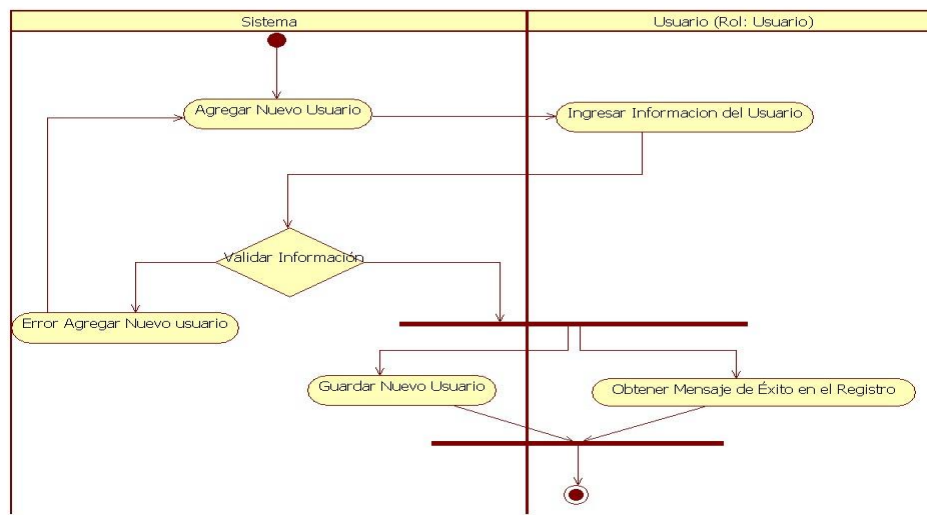 Sistema
Usuario (Rol: Usuario)
Agregar Nuevo Usuario
Ingresar Informacion del Usuario
Validar Información
Error Agregar Nuevo usuario
Guardar Nuevo Usuario
Obtener Mensaje de Éxito en el Registro